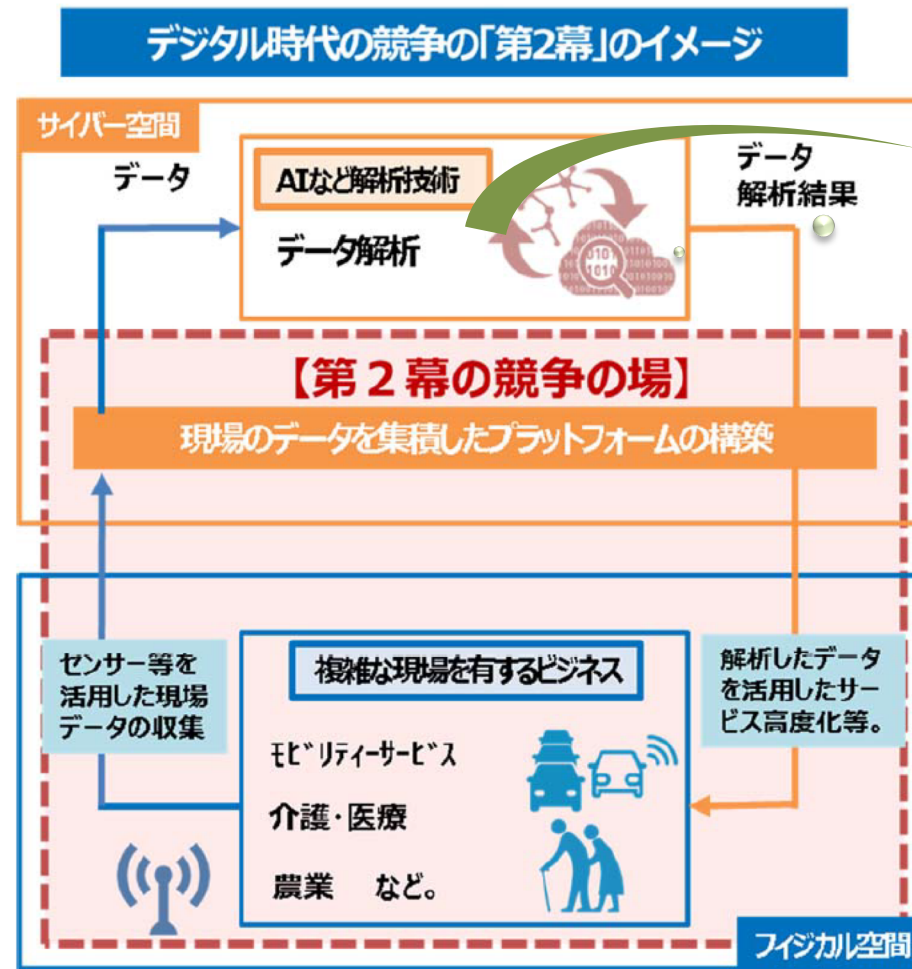 デジタル時代の競争の「第2幕」のイメージ
サイバー空間
データ
AIなど解析技術
データ解析
データ
解析結果
【第２幕の競争の場】
現場のデータを集積したプラットフォームの構築
センサー等を
活用した現場
データの収集
複雑な現場を有するビジネス
ﾓﾋﾞﾘﾃｨｰｻｰﾋﾞｽ
介護・医療
農業　など。
解析したデータ
を活用したサー
ビス高度化等。
フィジカル空間